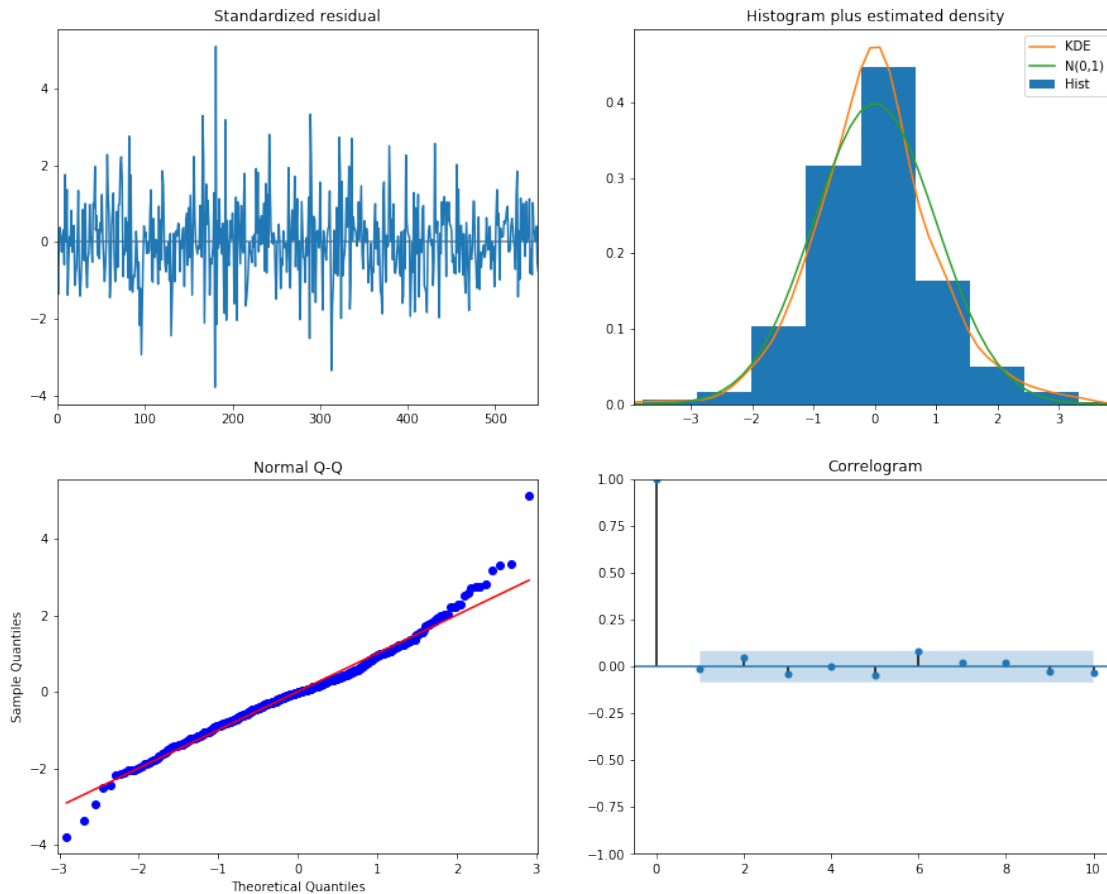 Standardized residual
4
2
0
−2
−4
0 100 200 300 400 500
Histogram plus estimated density
KDE
N(0,1)
Hist
0.4
0.3
0.2
0.1
0.0
−3 −2 −1 0 1 2 3
Normal Q-Q
Sample Quantiles
4
2
0
−2
−4
−3 −2 −1 0 1 2 3
Theoretical Quantiles
Correlogram
1.00
0.75
0.50
0.25
0.00
−0.25
−0.50
−0.75
−1.00
0 2 4 6 8 10